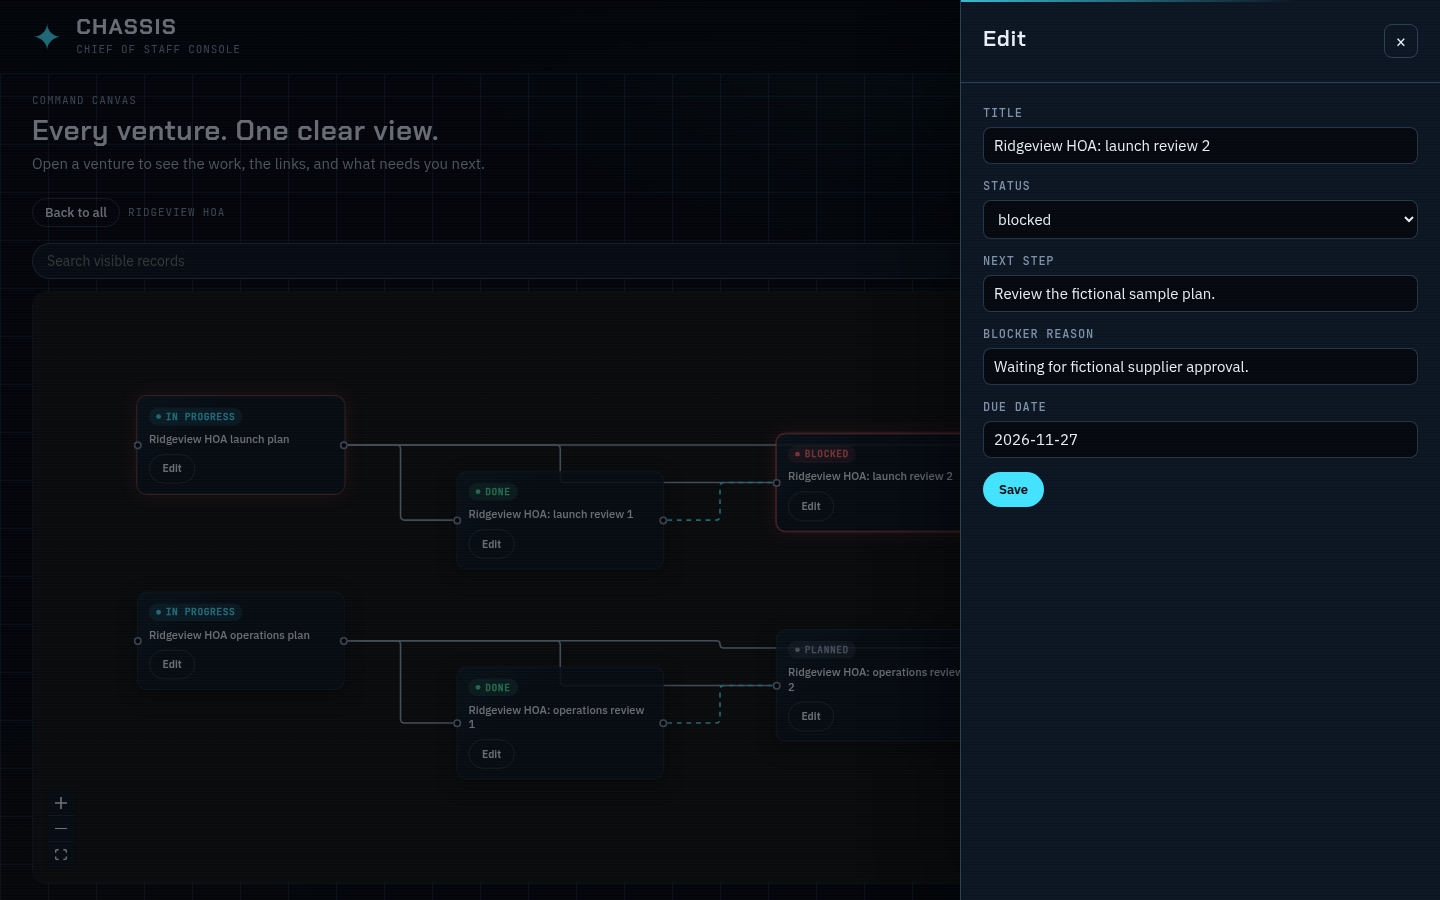 CHASSIS
CHIEF OF STAFF CONSOLE
COMMAND CANVAS
Every venture. One clear view.
Open a venture to see the work, the links, and what needs you next.
Back to all
RIDGEVIEW HOA
Search visible records
IN PROGRESS
Ridgeview HOA launch plan
Edit
DONE
Ridgeview HOA: launch review 1
Edit
BLOCKED
Ridgeview HOA: launch review 2
Edit
IN PROGRESS
Ridgeview HOA operations plan
Edit
DONE
Ridgeview HOA: operations review
1
Edit
PLANNED
Ridgeview HOA: operations review
2
Edit
Edit
×
TITLE
Ridgeview HOA: launch review 2
STATUS
blocked
NEXT STEP
Review the fictional sample plan.
BLOCKER REASON
Waiting for fictional supplier approval.
DUE DATE
2026-11-27
Save